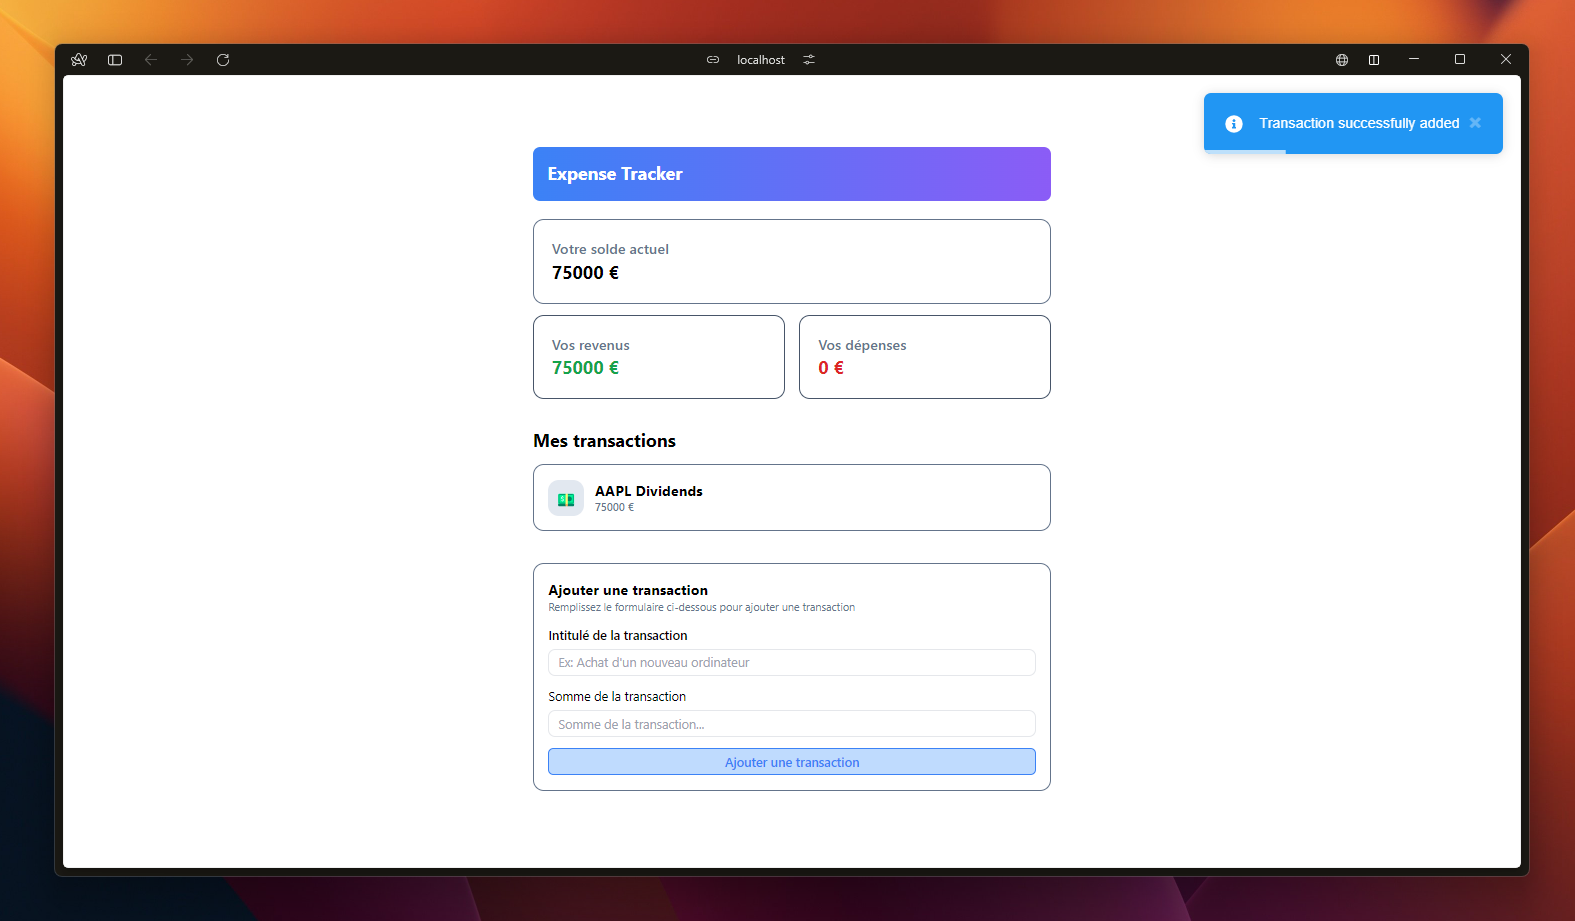 localhost
Transaction successfully added
Expense Tracker
Votre solde actuel
75000 €
Vos revenus
75000 €
Vos dépenses
0 €
Mes transactions
AAPL Dividends
75000 €
Ajouter une transaction
Remplissez le formulaire ci-dessous pour ajouter une transaction
Intitulé de la transaction
Ex: Achat d'un nouveau ordinateur
Somme de la transaction
Somme de la transaction...
Ajouter une transaction